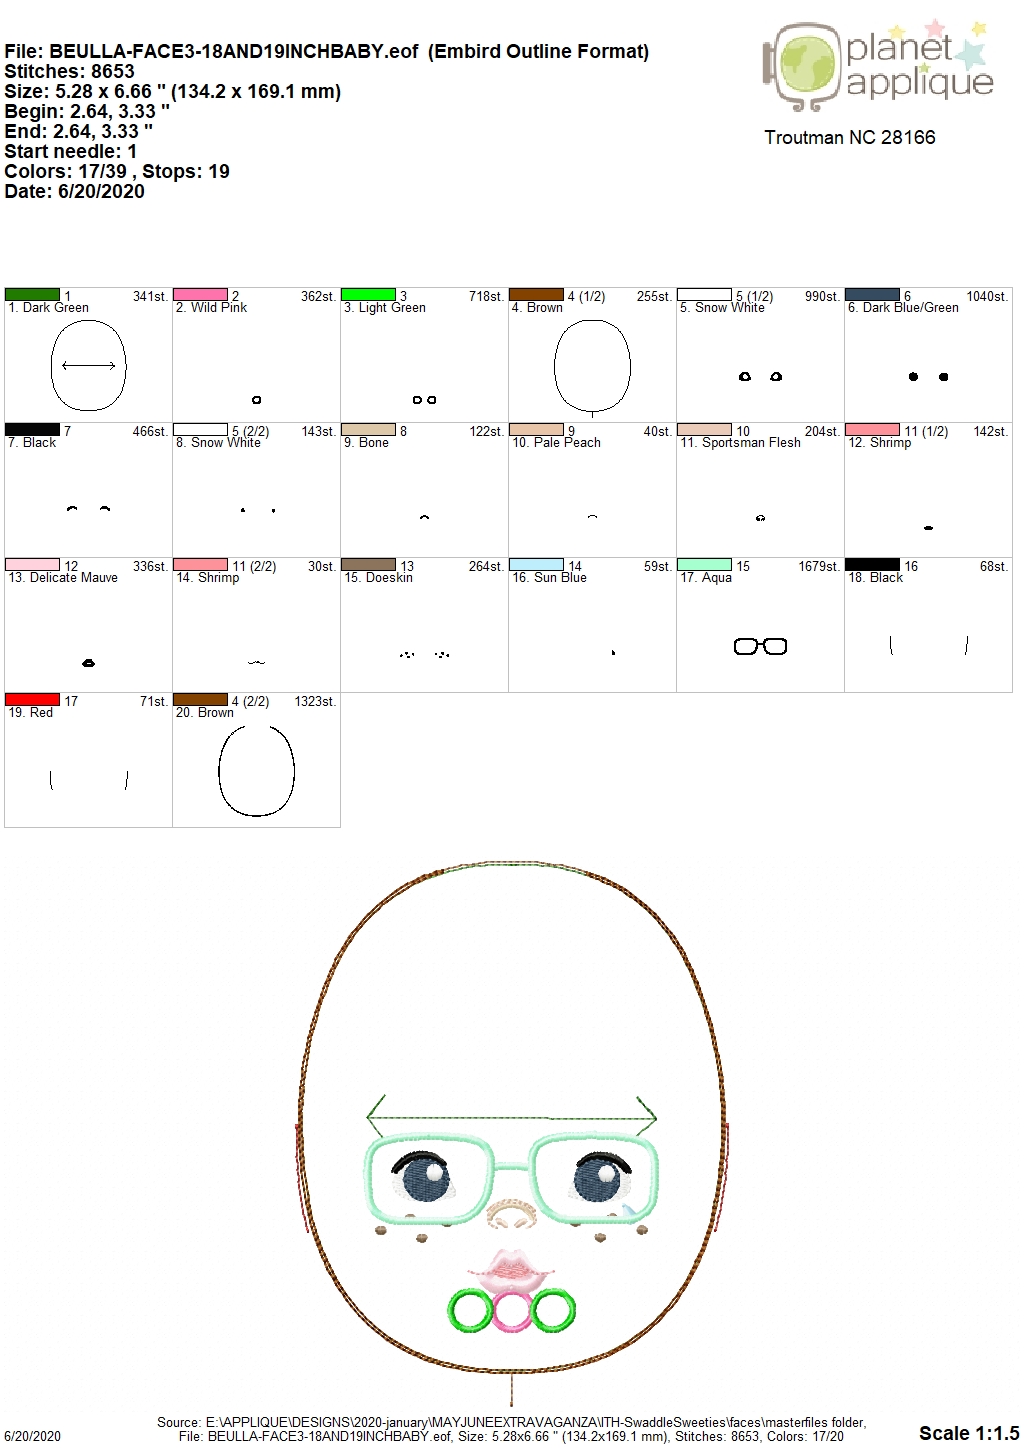 File: BEULLA-FACE3-18AND19INCHBABY.eof (Embird Outline Format)
Stitches: 8653
Size: 5.28 x 6.66 " (134.2 x 169.1 mm)
Begin: 2.64, 3.33 "
End: 2.64, 3.33 "
Start needle: 1
Colors: 17/39 , Stops: 19
Date: 6/20/2020
planet
applique
Troutman NC 28166
1 341st. 2 362st. 3 718st. 4 (1/2) 255st. 5 (1/2) 990st. 6 1040st.
1. Dark Green 2. Wild Pink 3. Light Green 4. Brown 5. Snow White 6. Dark Blue/Green
7 466st. 5 (2/2) 143st. 8 122st. 9 40st. 10 204st. 11 (1/2) 142st.
7. Black 8. Snow White 9. Bone 10. Pale Peach 11. Sportsman Flesh 12. Shrimp
12 336st. 11 (2/2) 30st. 13 264st. 14 59st. 15 1679st. 16 68st.
13. Delicate Mauve 14. Shrimp 15. Doeskin 16. Sun Blue 17. Aqua 18. Black
17 71st. 4 (2/2) 1323st.
19. Red 20. Brown
Source: E:\APPLIQUE\DESIGNS\2020-january\MAYJUNEEXTRAVAGANZA\ITH-SwaddleSweeties\faces\masterfiles folder,
6/20/2020 File: BEULLA-FACE3-18AND19INCHBABY.eof, Size: 5.28x6.66 " (134.2x169.1 mm), Stitches: 8653, Colors: 17/20 Scale 1:1.5